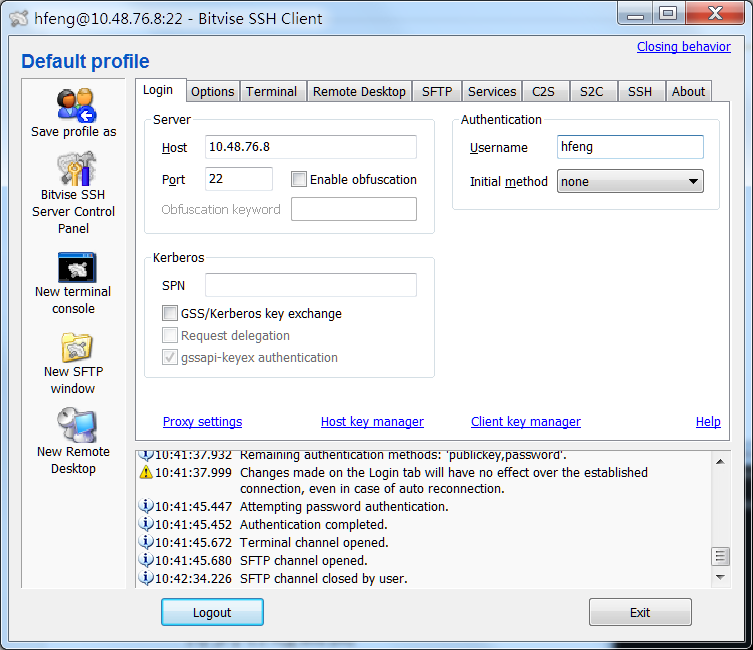 hfeng@10.48.76.8:22 - Bitvise SSH Client
Closing behavior
Default profile
Save profile as
Bitvise SSH
Server Control
Panel
New terminal
console
New SFTP
window
New Remote
Desktop
Login Options Terminal Remote Desktop SFTP Services C2S S2C SSH About
Server
Host 10.48.76.8
Port 22 Enable obfuscation
Obfuscation keyword
Authentication
Username hfeng
Initial method none
Kerberos
SPN
GSS/Kerberos key exchange
Request delegation
gssapi-keyex authentication
Proxy settings Host key manager Client key manager Help
10:41:37.932 Remaining authentication methods: 'publickey,password'.
10:41:37.999 Changes made on the Login tab will have no effect over the established
connection, even in case of auto reconnection.
10:41:45.447 Attempting password authentication.
10:41:45.452 Authentication completed.
10:41:45.672 Terminal channel opened.
10:41:45.680 SFTP channel opened.
10:42:34.226 SFTP channel closed by user.
Logout Exit